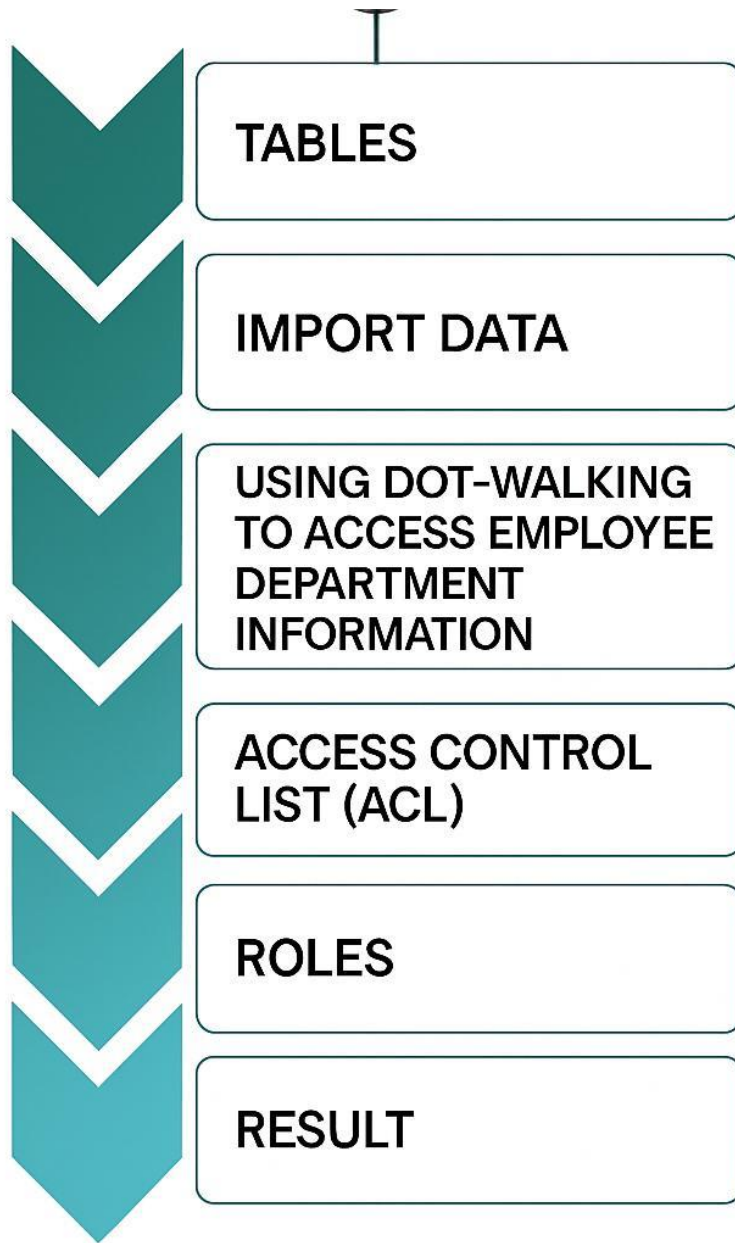 TABLES
IMPORT DATA
USING DOT-WALKING
TO ACCESS EMPLOYEE
DEPARTMENT
INFORMATION
ACCESS CONTROL
LIST (ACL)
ROLES
RESULT